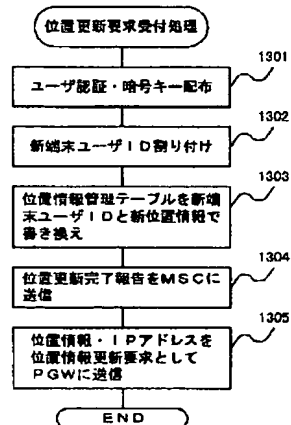 位置更新要求受付処理
1301
ユーザ認証・暗号キー配布
1302
新端末ユーザID割り付け
1303
位置情報管理テーブルを新端
末ユーザIDと新位置情報で
書き換え
1304
位置更新完了報告をMSCに
送信
1305
位置情報・IPアドレスを
位置情報更新要求として
PGWに送信
END